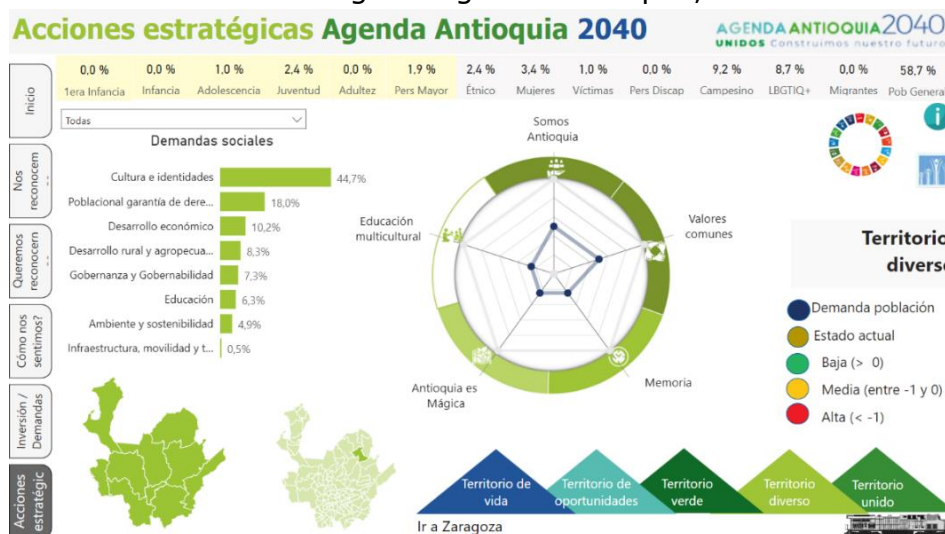 Acciones estratégicas Agenda Antioquia 2040
AGENDA ANTIOQUIA 2040
UNIDOS Construimos nuestro futuro
0,0 % 0,0 % 1,0 % 2,4 % 0,0 % 1,9 % 2,4 % 3,4 % 1,0 % 0,0 % 9,2 % 8,7 % 0,0 % 58,7 %
1era Infancia Infancia Adolescencia Juventud Adultez Pers Mayor Étnico Mujeres Víctimas Pers Discap Campesino LBGTIQ+ Migrantes Pob General
Inicio
Nos
reconocem
...
Queremos
reconocern
...
Cómo nos
sentimos?
Inversión /
Demandas
Acciones
estratégic
Todas
Demandas sociales
Cultura e identidades 44,7%
Poblacional garantía de dere... 18,0%
Desarrollo económico 10,2%
Desarrollo rural y agropecua... 8,3%
Gobernanza y Gobernabilidad 7,3%
Educación 6,3%
Ambiente y sostenibilidad 4,9%
Infraestructura, movilidad y t... 0,5%
Somos
Antioquia
Valores
comunes
Memoria
Antioquia es
Mágica
Educación
multicultural
i
Territorio
diverso
Demanda población
Estado actual
Baja (> 0)
Media (entre -1 y 0)
Alta (< -1)
Territorio de
vida
Territorio de
oportunidades
Territorio
verde
Territorio
diverso
Territorio
unido
Ir a Zaragoza